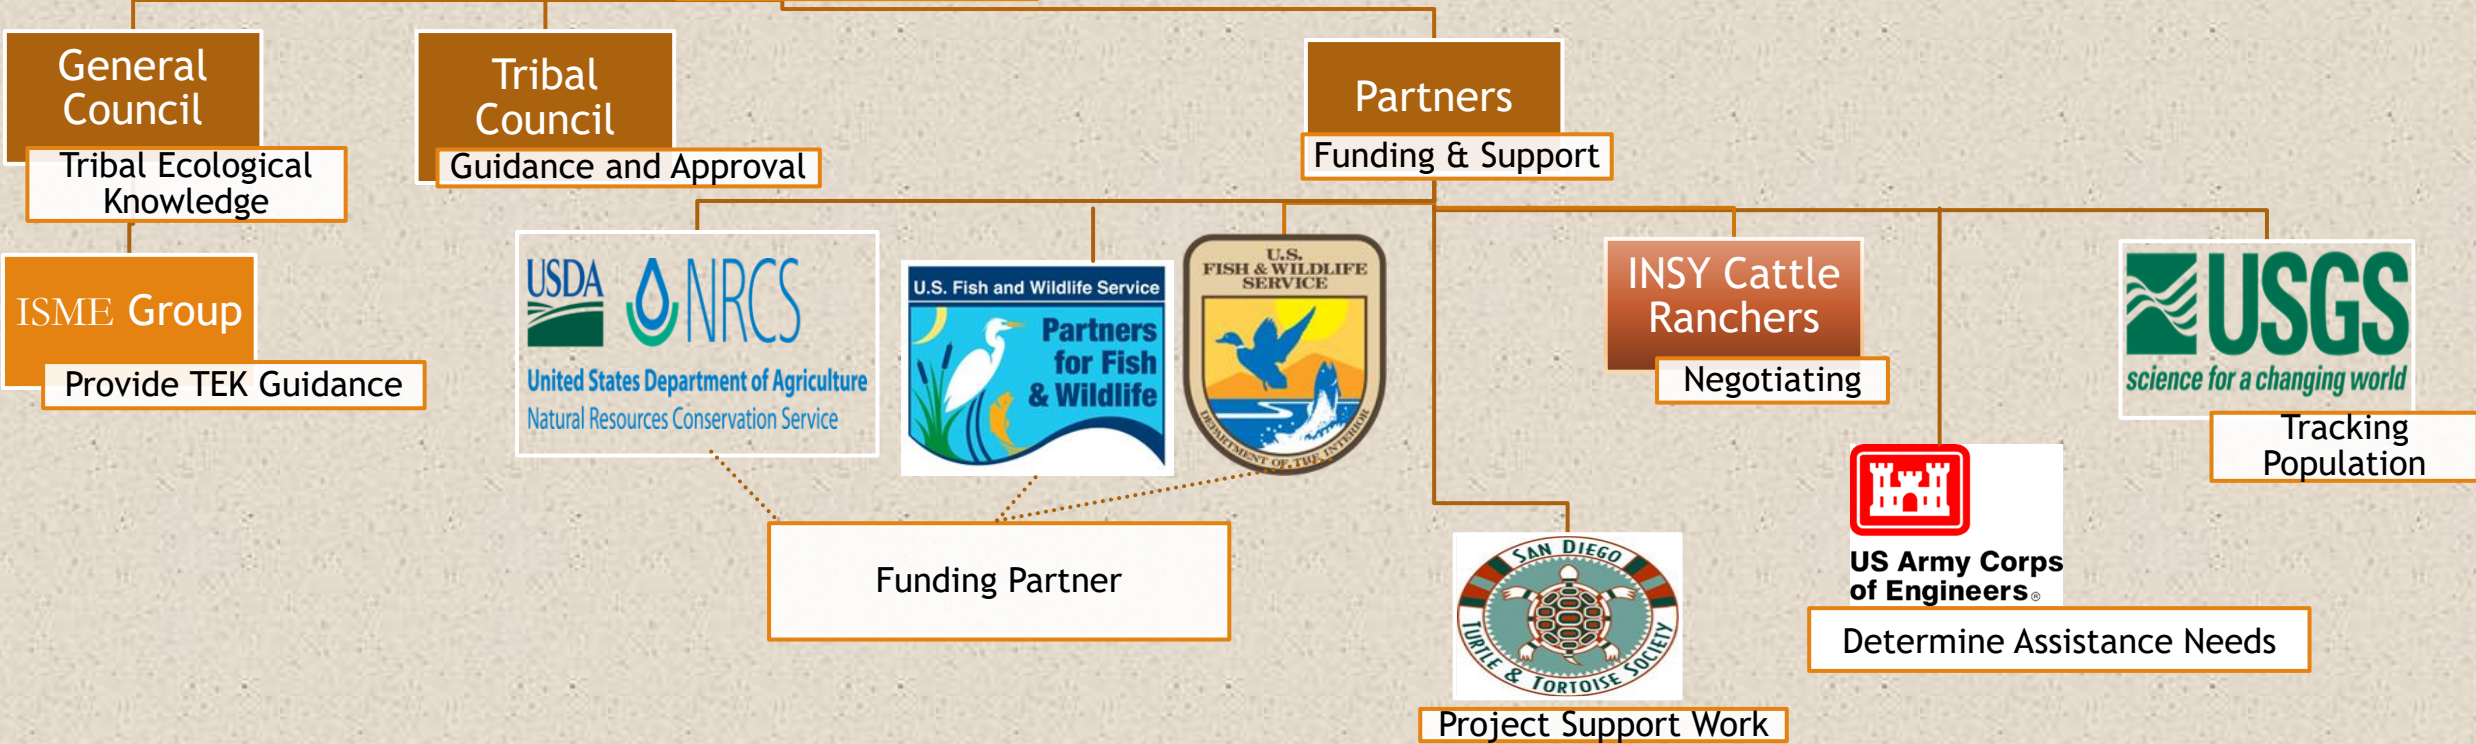 General
Council
Tribal Ecological
Knowledge
ISME Group
Provide TEK Guidance
Tribal
Council
Guidance and Approval
Partners
Funding & Support
USDA NRCS
United States Department of Agriculture
Natural Resources Conservation Service
U.S. Fish and Wildlife Service
Partners
for Fish
& Wildlife
U.S.
FISH & WILDLIFE
SERVICE
DEPARTMENT OF THE INTERIOR
Funding Partner
INSY Cattle
Ranchers
Negotiating
USGS
science for a changing world
Tracking
Population
SAN DIEGO
TURTLE & TORTOISE SOCIETY
Project Support Work
US Army Corps
of Engineers®
Determine Assistance Needs